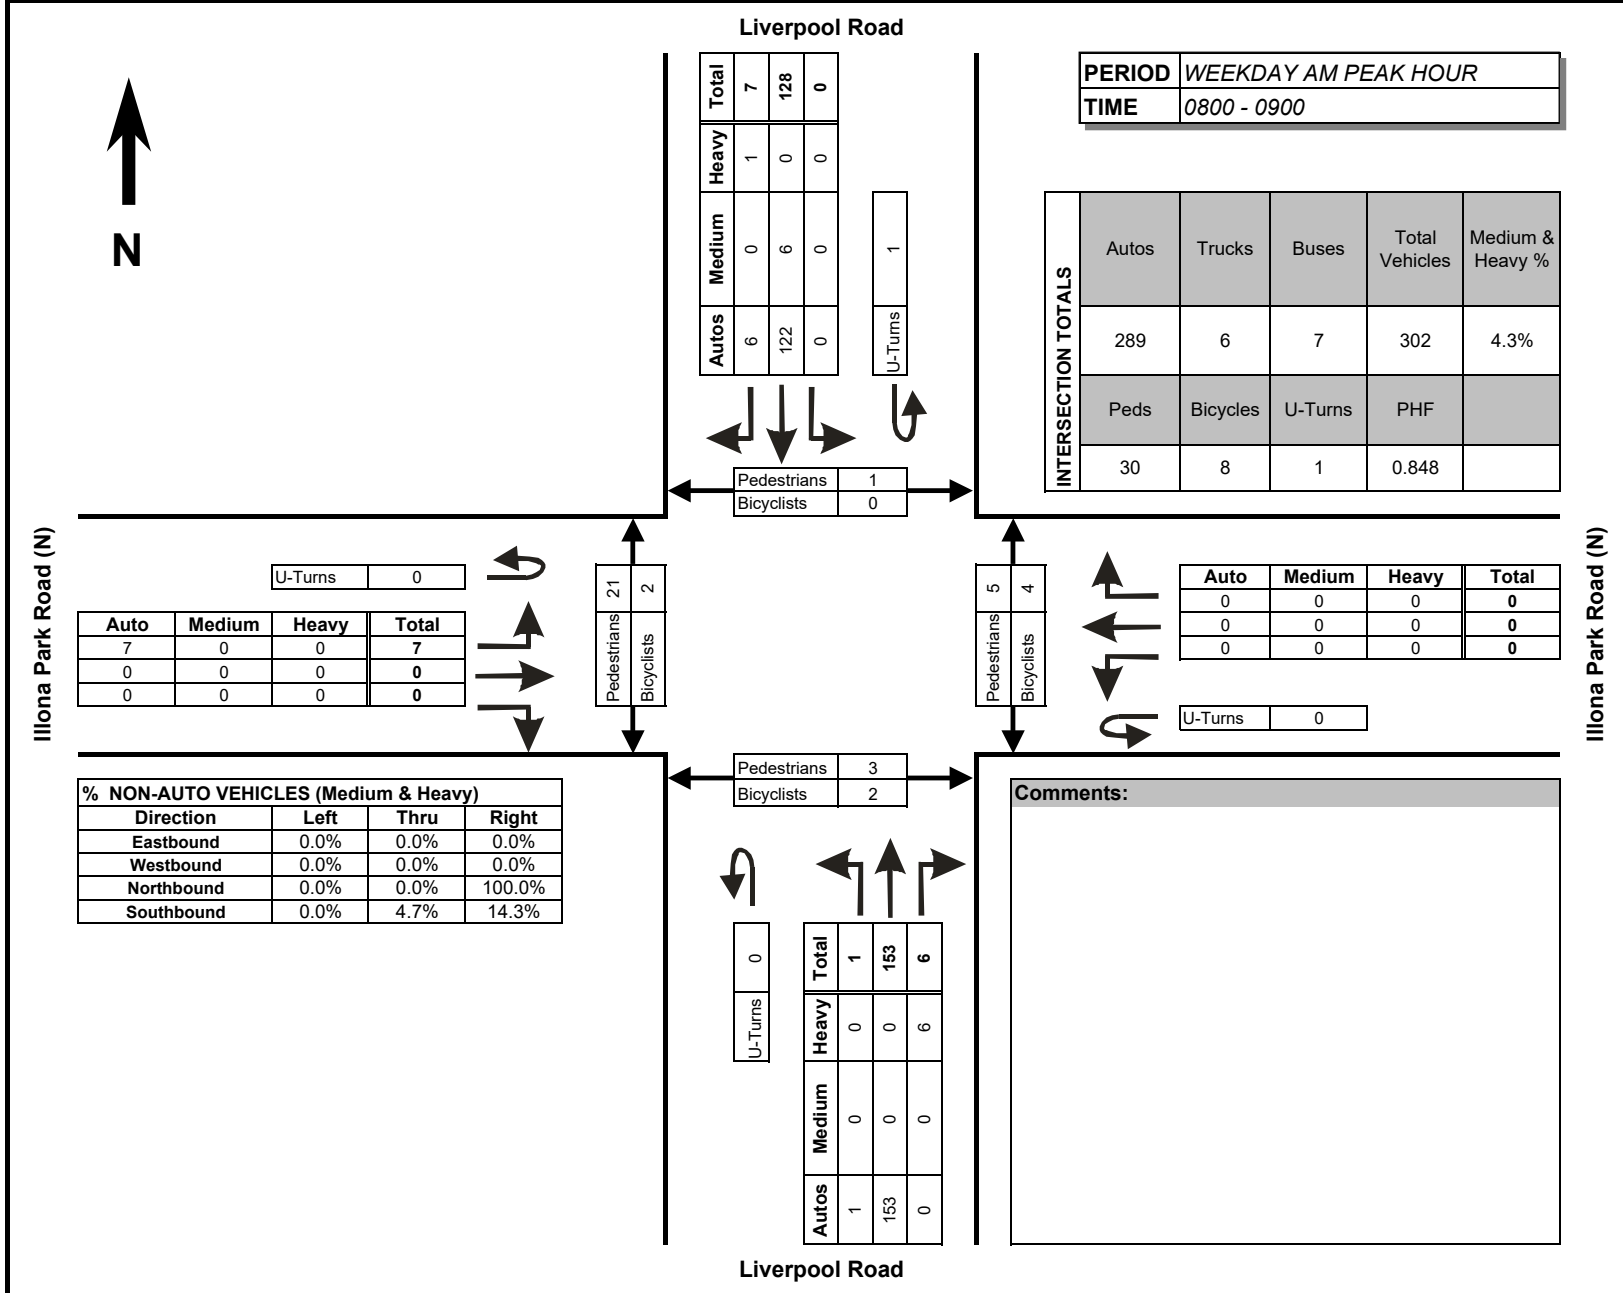 Liverpool Road
PERIOD WEEKDAY AM PEAK HOUR
TIME 0800 - 0900
N
Total 7 128 0
Heavy 1 0 0
Medium 0 6 0
Autos 6 122 0
U-Turns 1
INTERSECTION TOTALS
Autos Trucks Buses Total Vehicles Medium & Heavy %
289 6 7 302 4.3%
Peds Bicycles U-Turns PHF
30 8 1 0.848
Pedestrians 1
Bicyclists 0
Illona Park Road (N)
U-Turns 0
Auto Medium Heavy Total
7 0 0 7
0 0 0 0
0 0 0 0
Pedestrians 21
Bicyclists 2
Pedestrians 5
Bicyclists 4
Auto Medium Heavy Total
0 0 0 0
0 0 0 0
0 0 0 0
U-Turns 0
Illona Park Road (N)
Pedestrians 3
Bicyclists 2
% NON-AUTO VEHICLES (Medium & Heavy)
Direction Left Thru Right
Eastbound 0.0% 0.0% 0.0%
Westbound 0.0% 0.0% 0.0%
Northbound 0.0% 0.0% 100.0%
Southbound 0.0% 4.7% 14.3%
Comments:
U-Turns 0
Total 1 153 6
Heavy 0 0 6
Medium 0 0 0
Autos 1 153 0
Liverpool Road